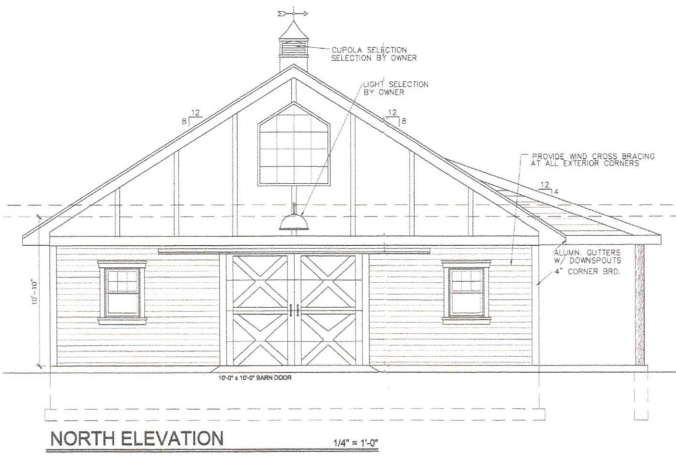 CUPOLA SELECTION
SELECTION BY OWNER
LIGHT SELECTION
BY OWNER
12
8
12
8
PROVIDE WIND CROSS BRACING
AT ALL EXTERIOR CORNERS
12
4
ALUMN. GUTTERS
W/ DOWNSPOUTS
4" CORNER BRD.
10'-10"
10'-0" x 10'-0" BARN DOOR
NORTH ELEVATION
1/4" = 1'-0"